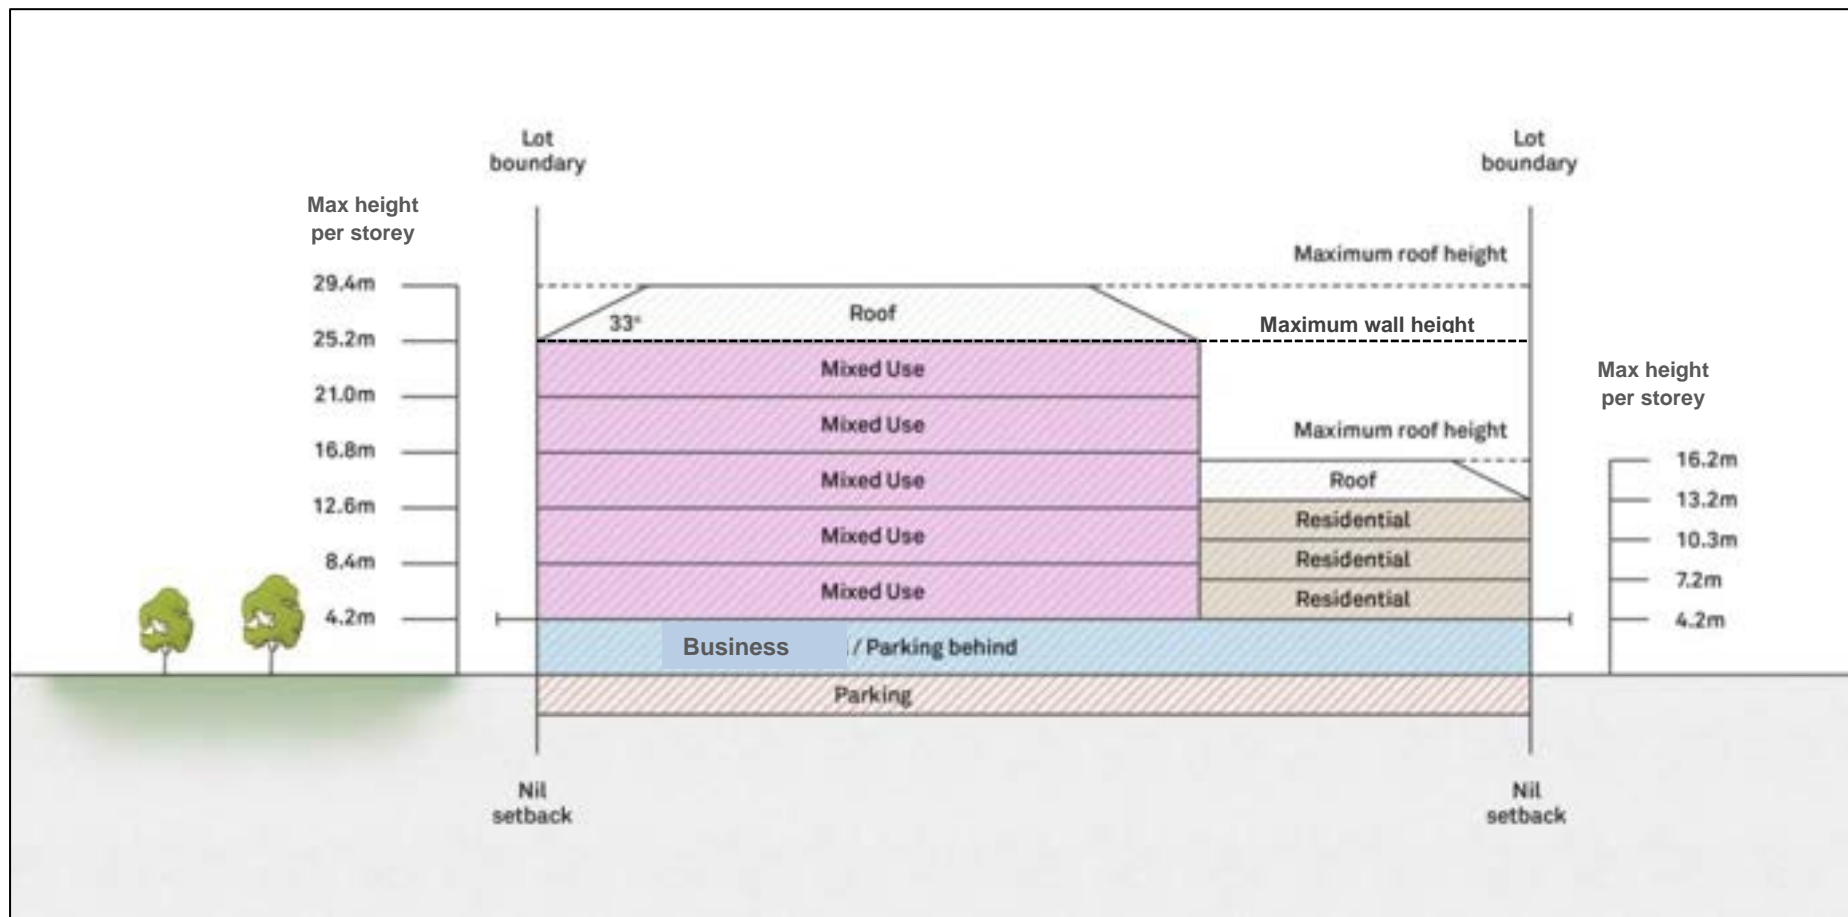 Lot
boundary
Lot
boundary
Max height
per storey
Maximum roof height
29.4m
Roof
33°
25.2m
Maximum wall height
Mixed Use
21.0m
Max height
per storey
Mixed Use
Maximum roof height
16.8m
16.2m
Mixed Use
Roof
13.2m
12.6m
Residential
Mixed Use
10.3m
8.4m
Residential
7.2m
Mixed Use
Residential
4.2m
4.2m
Business / Parking behind
Parking
Nil
setback
Nil
setback